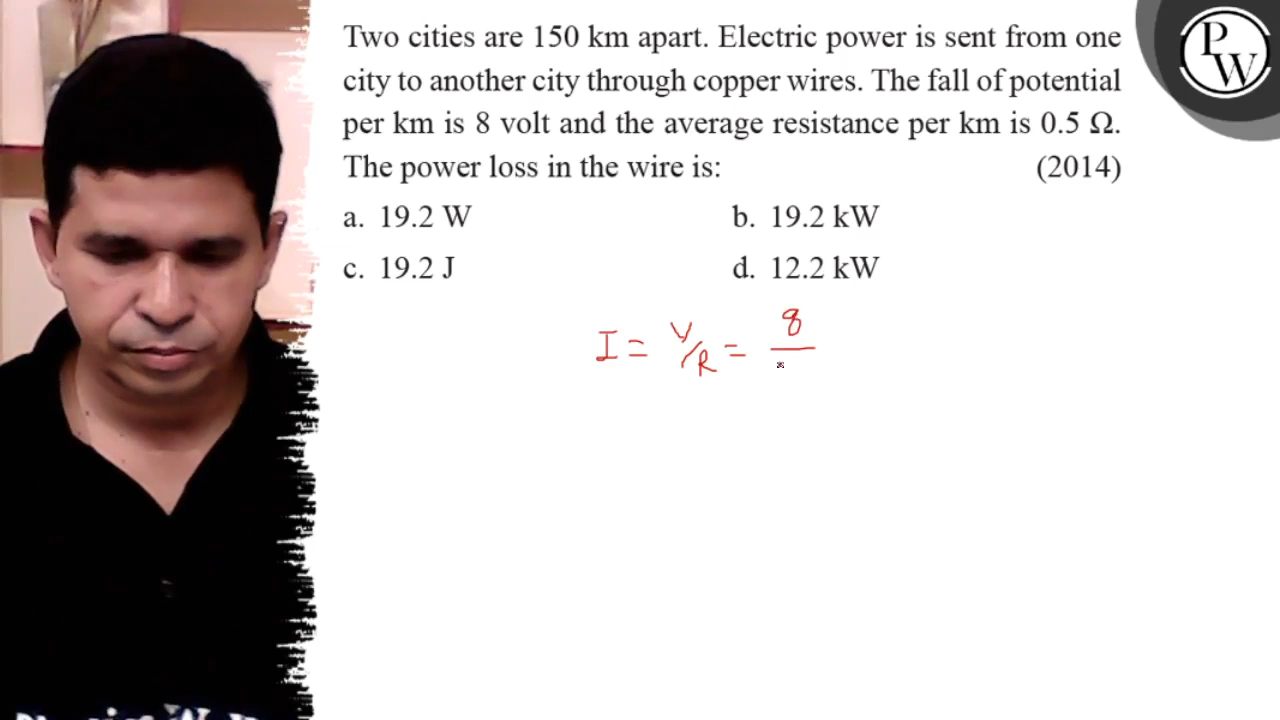 Two cities are 150 km apart. Electric power is sent from one
city to another city through copper wires. The fall of potential
per km is 8 volt and the average resistance per km is 0.5 Ω.
The power loss in the wire is: (2014)
a. 19.2 W b. 19.2 kW
c. 19.2 J d. 12.2 kW
I = V/R = 8
PW